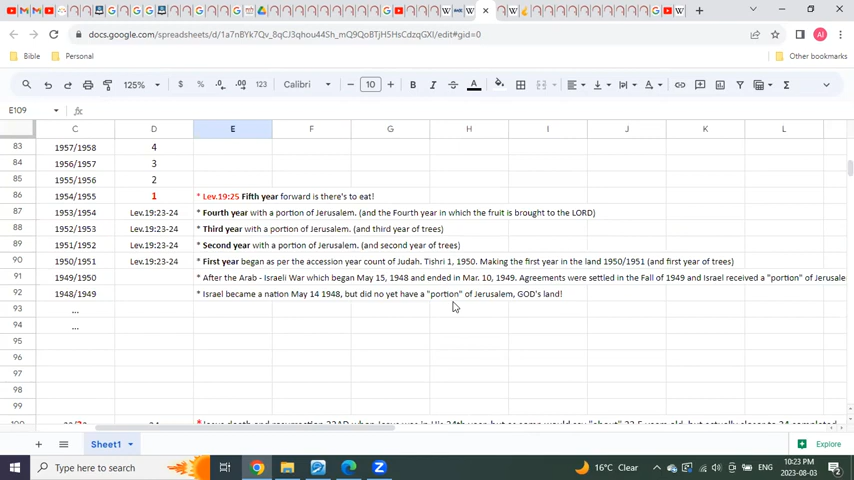 docs.google.com/spreadsheets/d/1a7nBYk7Qv_8qCJ3qhou44Sh_mQ9QoBTjH5HsCdzqGXI/edit#gid=0
AI
Bible
Personal
Other bookmarks
125%
$ % .0 .00 123
Calibri
10
B I A
E109
fx
C D E F G H I J K L
83 1957/1958 4
84 1956/1957 3
85 1955/1956 2
86 1954/1955 1 * Lev.19:25 Fifth year forward is there's to eat!
87 1953/1954 Lev.19:23-24 * Fourth year with a portion of Jerusalem. (and the Fourth year in which the fruit is brought to the LORD)
88 1952/1953 Lev.19:23-24 * Third year with a portion of Jerusalem. (and third year of trees)
89 1951/1952 Lev.19:23-24 * Second year with a portion of Jerusalem. (and second year of trees)
90 1950/1951 Lev.19:23-24 * First year began as per the accession year count of Judah. Tishri 1, 1950. Making the first year in the land 1950/1951 (and first year of trees)
91 1949/1950 * After the Arab - Israeli War which began May 15, 1948 and ended in Mar. 10, 1949. Agreements were settled in the Fall of 1949 and Israel received a "portion" of Jerusale
92 1948/1949 * Israel became a nation May 14 1948, but did no yet have a "portion" of Jerusalem, GOD's land!
93 ...
94 ...
95
96
97
98
99
Sheet1
Explore
Type here to search
16°C Clear
ENG
10:23 PM
2023-08-03
2